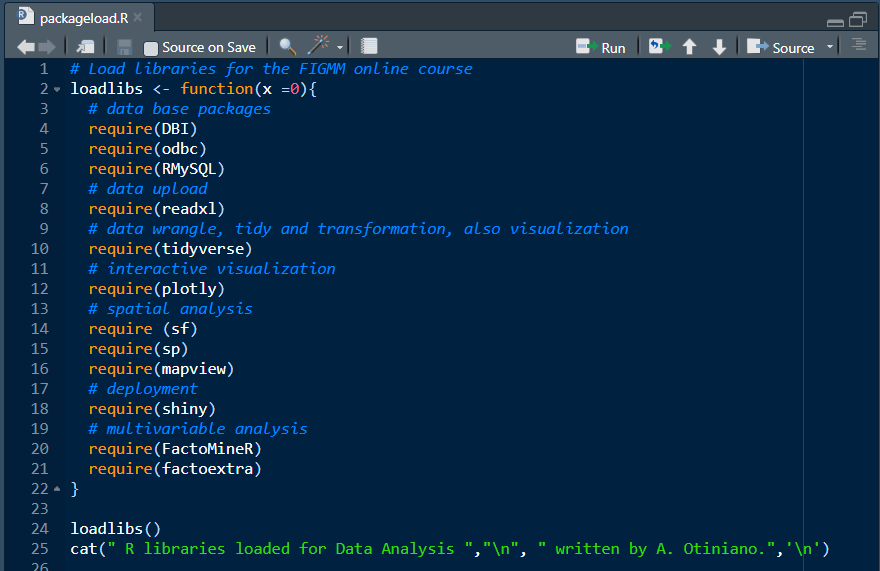 packageload.R
Source on Save
Run
Source
1 # Load libraries for the FIGMM online course
2 loadlibs <- function(x =0){
3 # data base packages
4 require(DBI)
5 require(odbc)
6 require(RMySQL)
7 # data upload
8 require(readxl)
9 # data wrangle, tidy and transformation, also visualization
10 require(tidyverse)
11 # interactive visualization
12 require(plotly)
13 # spatial analysis
14 require (sf)
15 require(sp)
16 require(mapview)
17 # deployment
18 require(shiny)
19 # multivariable analysis
20 require(FactoMineR)
21 require(factoextra)
22 }
23
24 loadlibs()
25 cat(" R libraries loaded for Data Analysis ","\n", " written by A. Otiniano.",'\n')
26